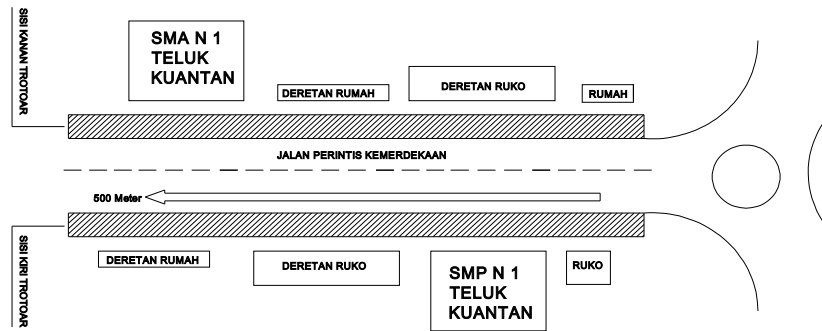 SISI KANAN TROTOAR
SMA N 1
TELUK
KUANTAN
DERETAN RUMAH
DERETAN RUKO
RUMAH
JALAN PERINTIS KEMERDEKAAN
500 Meter
SISI KIRI TROTOAR
DERETAN RUMAH
DERETAN RUKO
SMP N 1
TELUK
KUANTAN
RUKO